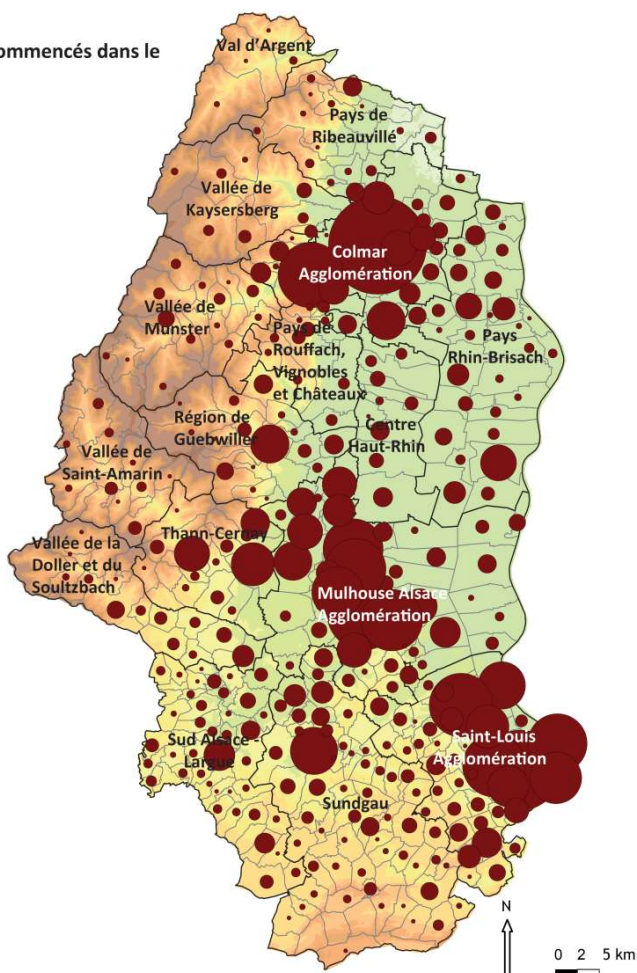 ommencés dans le
Val d'Argent
Pays de
Ribeauvillé
Vallée de
Kaysersberg
Colmar
Agglomération
Vallée de
Munster
Pays de
Rouffach,
Vignobles
et Châteaux
Pays
Rhin-Brisach
Région de
Guebwiller
Centre
Haut-Rhin
Vallée de
Saint-Amarin
Thann-Cernay
Vallée de la
Doller et du
Soultzbach
Mulhouse Alsace
Agglomération
Saint-Louis
Agglomération
Sud Alsace -
Largue
Sundgau
N
0 2 5 km